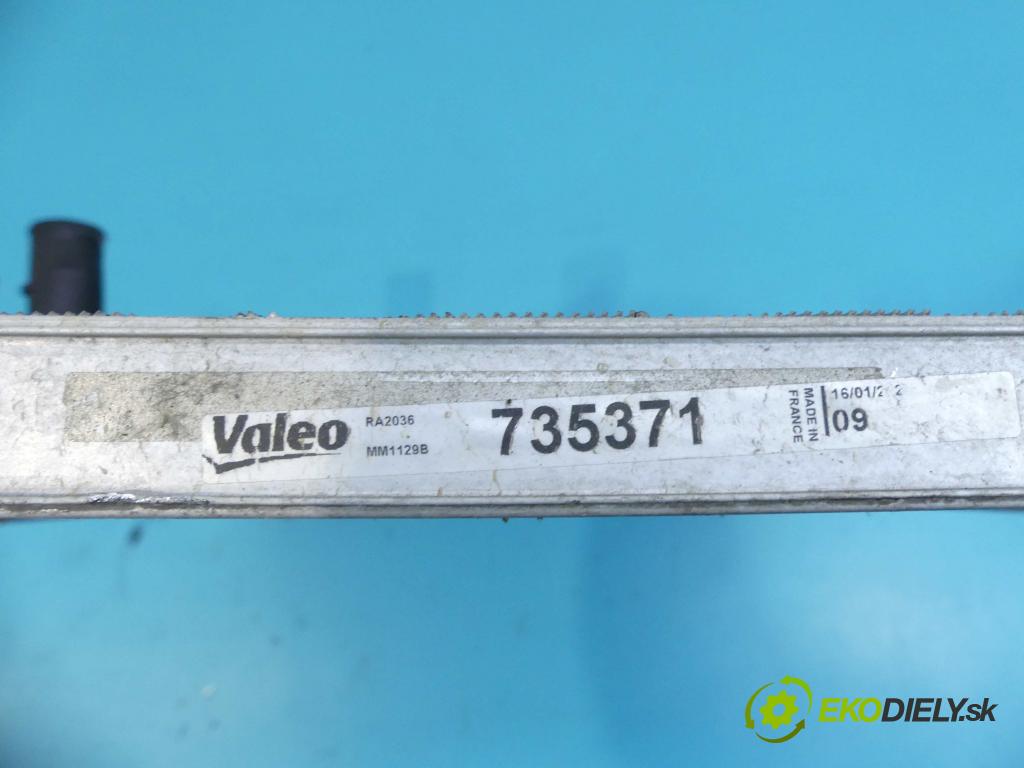 Valeo
RA2036
MM1129B
735371
MADE IN
FRANCE
09
EKODIELY.sk